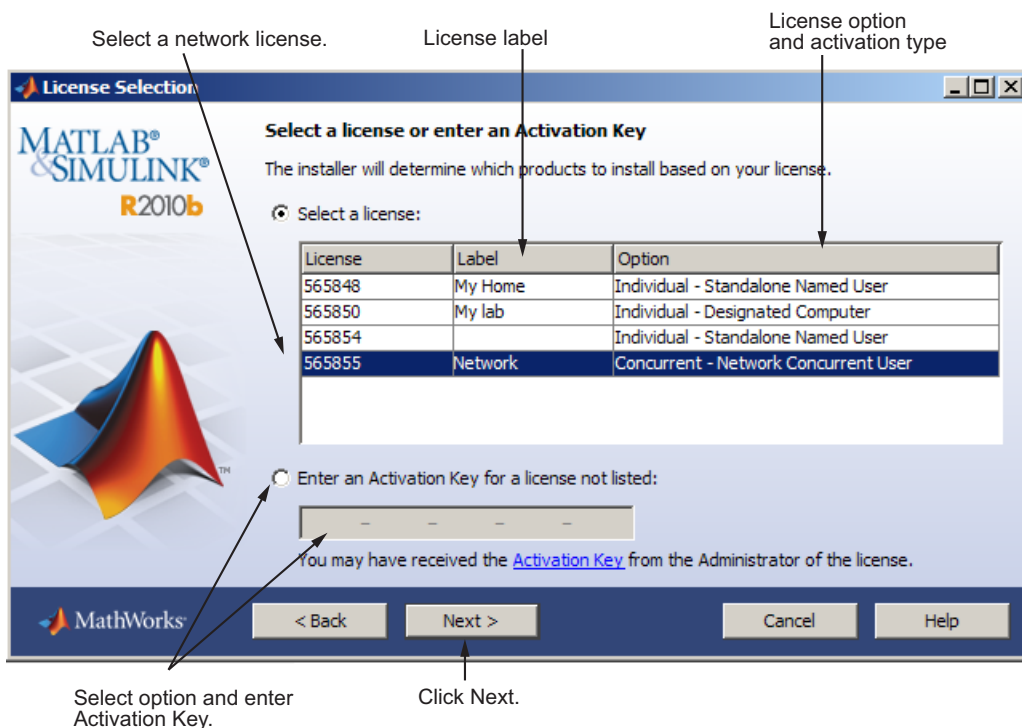 Select a network license.
License label
License option
and activation type
License Selection
MATLAB®
&SIMULINK®
R2010b
Select a license or enter an Activation Key
The installer will determine which products to install based on your license.
Select a license:
License Label Option
565848 My Home Individual - Standalone Named User
565850 My lab Individual - Designated Computer
565854 Individual - Standalone Named User
565855 Network Concurrent - Network Concurrent User
TM
Enter an Activation Key for a license not listed:
– – – –
You may have received the Activation Key from the Administrator of the license.
MathWorks
< Back Next > Cancel Help
Select option and enter
Activation Key.
Click Next.